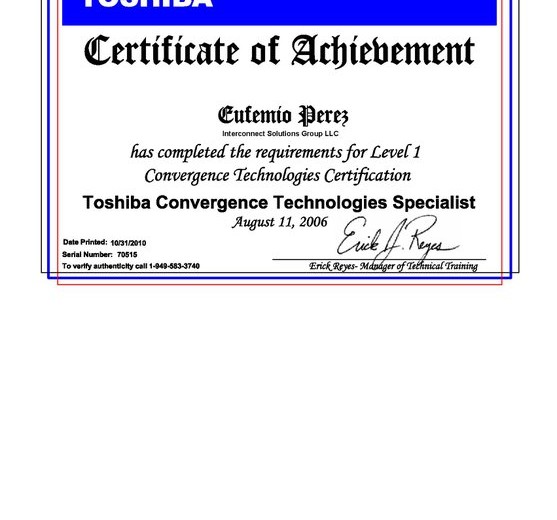 TOSHIBA
Certificate of Achievement
Eufemio Perez
Interconnect Solutions Group LLC
has completed the requirements for Level 1
Convergence Technologies Certification
Toshiba Convergence Technologies Specialist
August 11, 2006
Erick J. Reyes
Date Printed: 10/31/2010
Serial Number: 70515
To verify authenticity call 1-949-583-3740
Erick Reyes- Manager of Technical Training